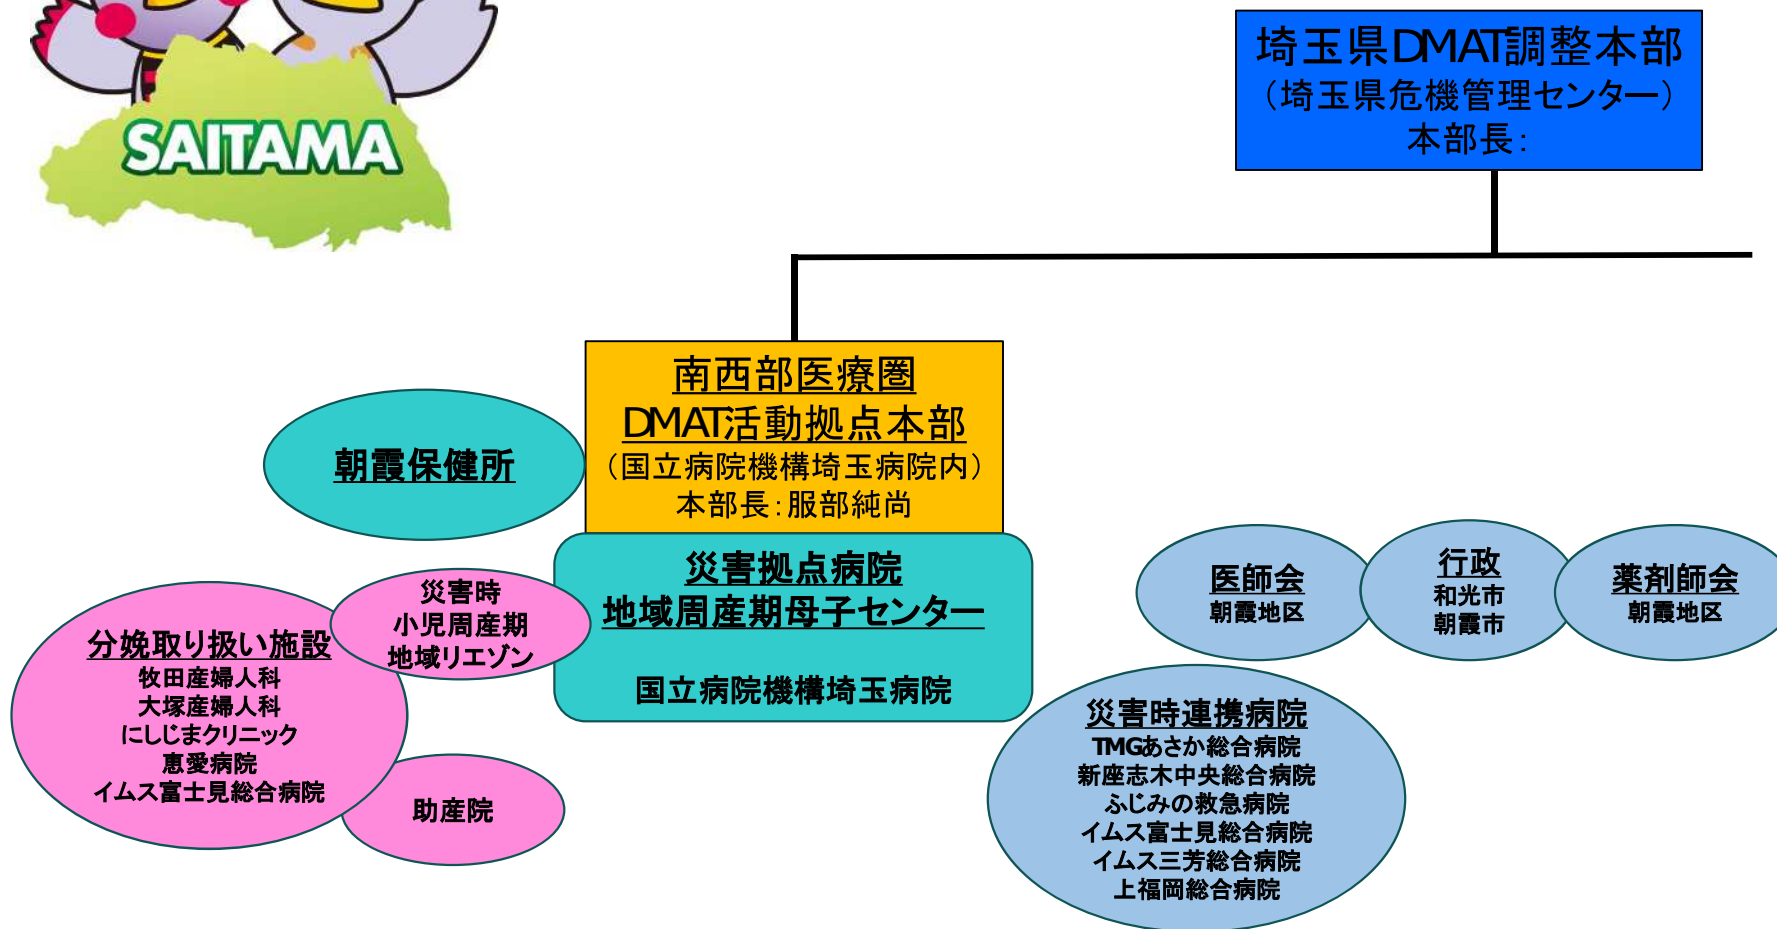 SAITAMA
埼玉県DMAT調整本部
（埼玉県危機管理センター）
本部長：
南西部医療圏
DMAT活動拠点本部
（国立病院機構埼玉病院内）
本部長：服部純尚
朝霞保健所
災害拠点病院
地域周産期母子センター
国立病院機構埼玉病院
災害時
小児周産期
地域リエゾン
分娩取り扱い施設
牧田産婦人科
大塚産婦人科
にしじまクリニック
恵愛病院
イムス富士見総合病院
助産院
医師会
朝霞地区
行政
和光市
朝霞市
薬剤師会
朝霞地区
災害時連携病院
TMGあさか総合病院
新座志木中央総合病院
ふじみの救急病院
イムス富士見総合病院
イムス三芳総合病院
上福岡総合病院